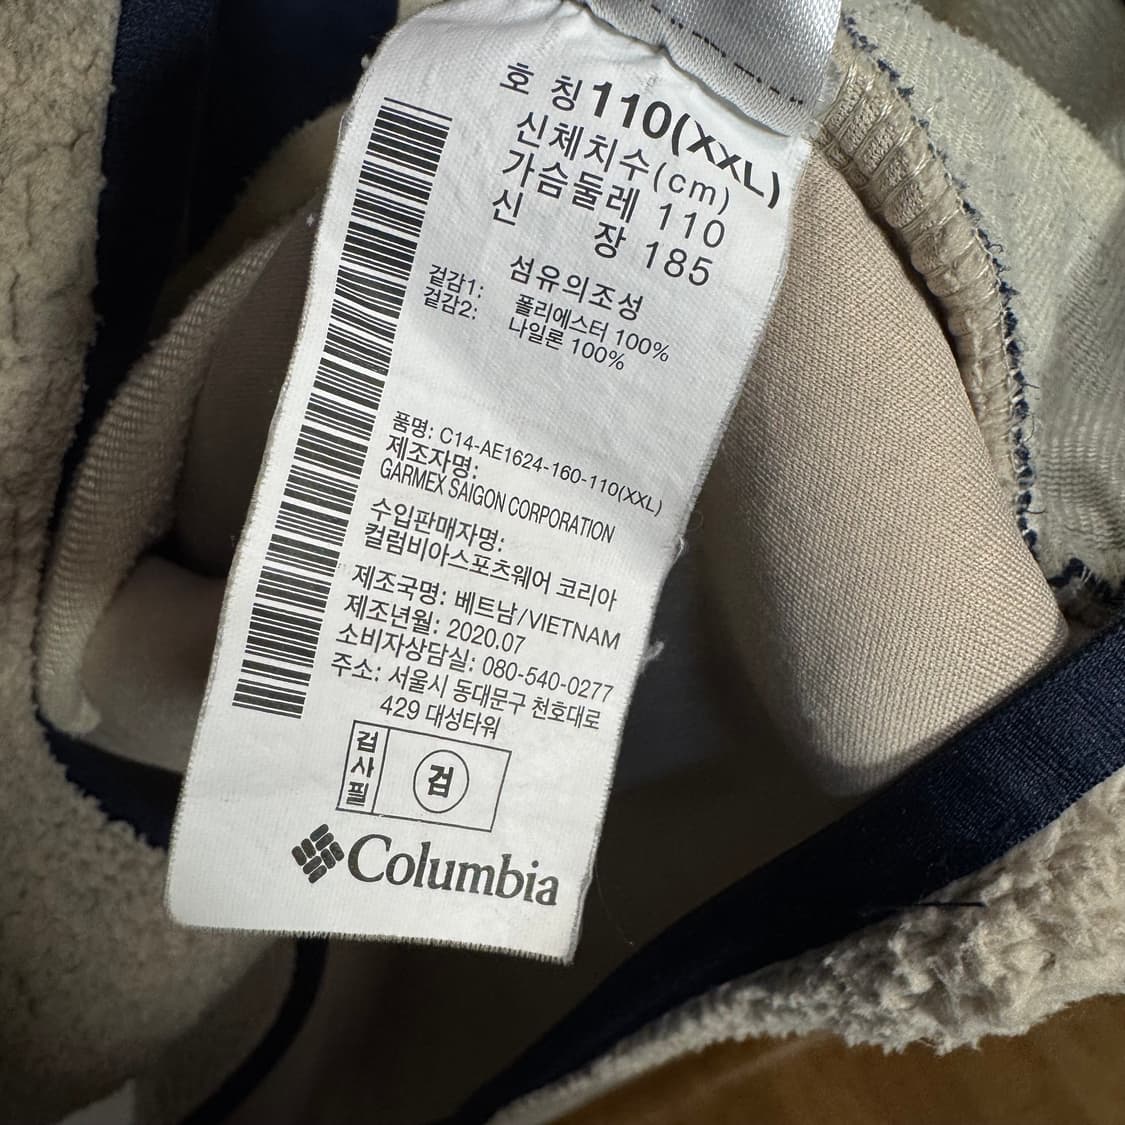 호 칭 110(XXL)
신체치수(cm)
가슴둘레 110
신 장 185
섬유의조성
겉감1: 폴리에스터 100%
겉감2: 나일론 100%
품명: C14-AE1624-160-110(XXL)
제조자명:
GARMEX SAIGON CORPORATION
수입판매자명:
컬럼비아스포츠웨어 코리아
제조국명: 베트남/VIETNAM
제조년월: 2020.07
소비자상담실: 080-540-0277
주소: 서울시 동대문구 천호대로
429 대성타워
검사필 검
Columbia